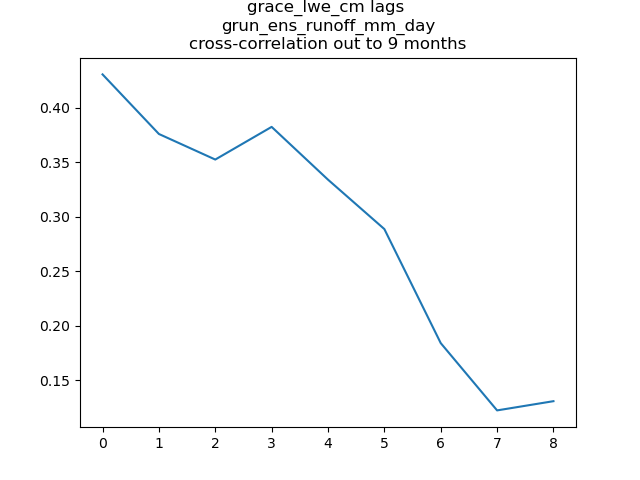 grace_lwe_cm lags
grun_ens_runoff_mm_day
cross-correlation out to 9 months
0.40
0.35
0.30
0.25
0.20
0.15
0 1 2 3 4 5 6 7 8